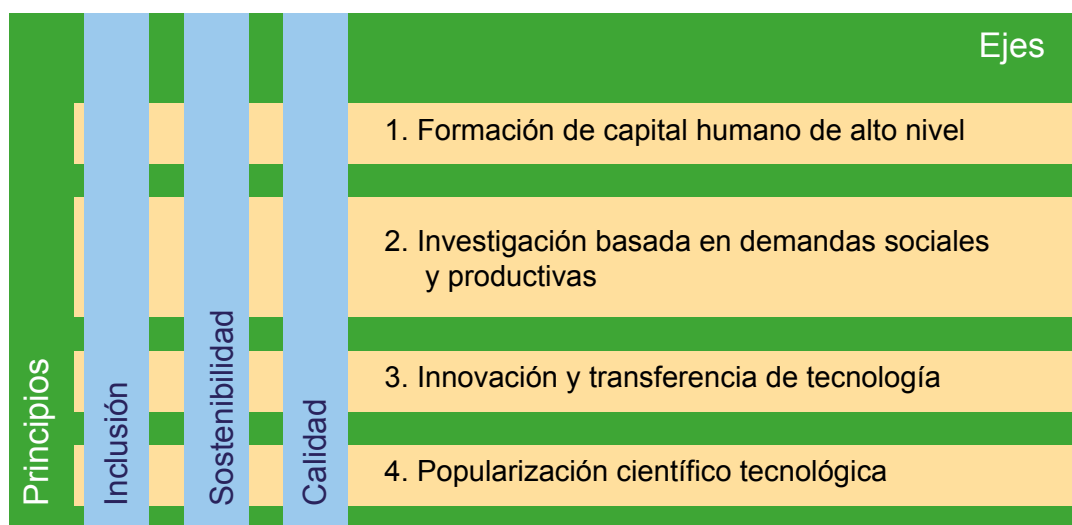 Ejes
1. Formación de capital humano de alto nivel
2. Investigación basada en demandas sociales
y productivas
3. Innovación y transferencia de tecnología
4. Popularización científico tecnológica
Principios
Inclusión
Sostenibilidad
Calidad